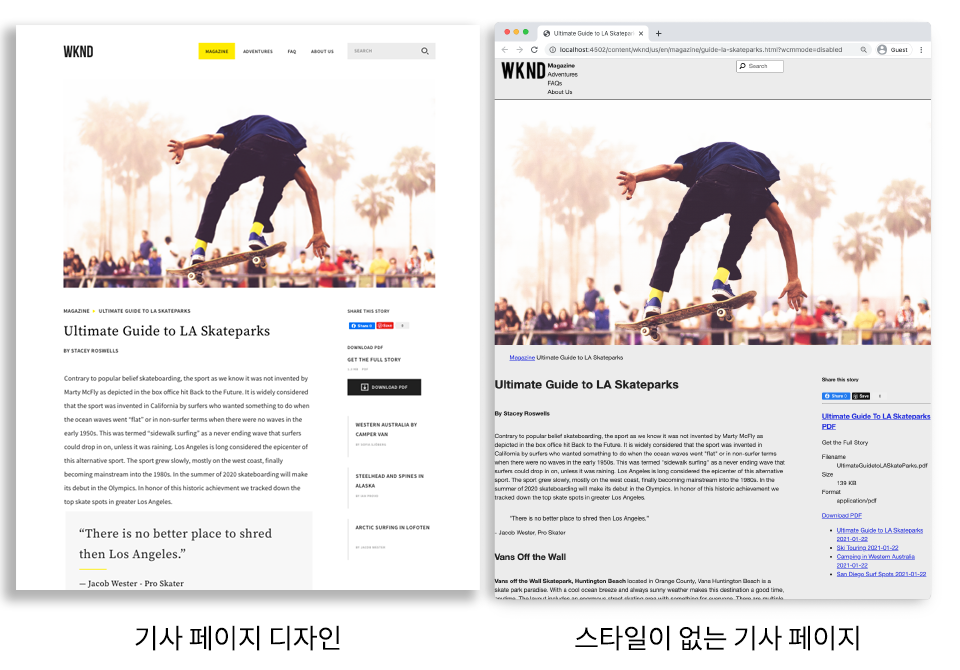 WKND
MAGAZINE ADVENTURES FAQ ABOUT US SEARCH
MAGAZINE ULTIMATE GUIDE TO LA SKATEPARKS
Ultimate Guide to LA Skateparks
BY STACEY ROSWELLS
Contrary to popular belief skateboarding, the sport as we know it was not invented by
Marty McFly as depicted in the box office hit Back to the Future. It is widely considered
that the sport was invented in California by surfers who wanted something to do when
the ocean waves went “flat” or in non-surfer terms when there were no waves in the
early 1950s. This was termed “sidewalk surfing” as a never ending wave that surfers
could drop in on, unless it was raining. Los Angeles is long considered the epicenter of
this alternative sport. The sport grew slowly, mostly on the west coast, finally
becoming mainstream into the 1980s. In the summer of 2020 skateboarding will make
its debut in the Olympics. In honor of this historic achievment we tracked down the
top skate spots in greater Los Angeles.
“There is no better place to shred
then Los Angeles.”
— Jacob Wester - Pro Skater
SHARE THIS STORY
Share 0 Save 0
DOWNLOAD PDF
GET THE FULL STORY
DOWNLOAD PDF
WESTERN AUSTRALIA BY
CAMPER VAN
STEELHEAD AND SPINES IN
ALASKA
ARCTIC SURFING IN LOFOTEN
기사 페이지 디자인
Ultimate Guide to LA Skatepar
localhost:4502/content/wknd/us/en/magazine/guide-la-skateparks.html?wcmmode=disabled Guest
WKND
Magazine
Adventures
FAQs
About Us
Search
Magazine Ultimate Guide to LA Skateparks
Ultimate Guide to LA Skateparks
By Stacey Roswells
Contrary to popular belief skateboarding, the sport as we know it was not invented by Marty McFly as
depicted in the box office hit Back to the Future. It is widely considered that the sport was invented in
California by surfers who wanted something to do when the ocean waves went “flat” or in non-surfer terms
when there were no waves in the early 1950s. This was termed “sidewalk surfing” as a never ending wave that
surfers could drop in on, unless it was raining. Los Angeles is long considered the epicenter of this alternative
sport. The sport grew slowly, mostly on the west coast, finally becoming mainstream into the 1980s. In the
summer of 2020 skateboarding will make its debut in the Olympics. In honor of this historic achievement we
tracked down the top skate spots in greater Los Angeles.
"There is no better place to shred then Los Angeles."
- Jacob Wester, Pro Skater
Vans Off the Wall
Vans off the Wall Skatepark, Huntington Beach located in Orange County, Vans Huntington Beach is a
skate park paradise. With a cool ocean breeze and always sunny weather makes this destination a good time,
anytime. The layout includes an enormous street skating area with something for everyone. There are multiple
Share this story
Share 0 Save 0
Ultimate Guide To LA Skateparks
PDF
Get the Full Story
Filename
UltimateGuidetoLASkateParks.pdf
Size
139 KB
Format
application/pdf
Download PDF
Ultimate Guide to LA Skateparks
2021-01-22
Ski Touring 2021-01-22
Camping in Western Australia
2021-01-22
San Diego Surf Spots 2021-01-22
스타일이 없는 기사 페이지